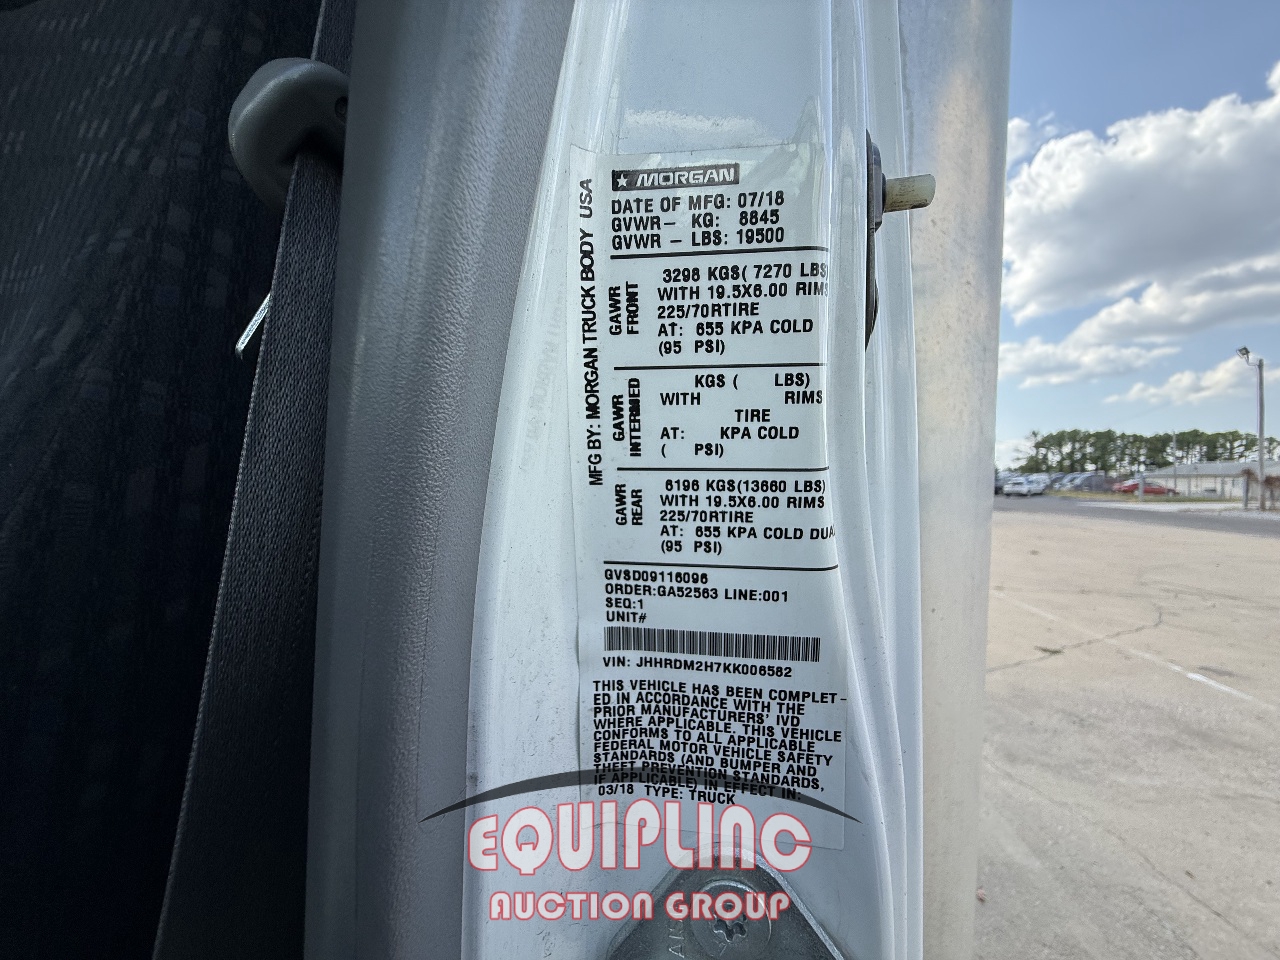 MORGAN
MFG BY: MORGAN TRUCK BODY USA
DATE OF MFG: 07/18
GVWR- KG: 8845
GVWR - LBS: 19500
GAWR
FRONT
3298 KGS( 7270 LBS
WITH 19.5X6.00 RIMS
225/70RTIRE
AT: 655 KPA COLD
(95 PSI)
GAWR
INTERMED
KGS ( LBS)
WITH RIMS
TIRE
AT: KPA COLD
( PSI)
GAWR
REAR
6196 KGS(13660 LBS)
WITH 19.5X6.00 RIMS
225/70RTIRE
AT: 655 KPA COLD DUAL
(95 PSI)
GVSD09116096
ORDER:GA52563 LINE:001
SEQ:1
UNIT#
VIN: JHHRDM2H7KK006582
THIS VEHICLE HAS BEEN COMPLET-
ED IN ACCORDANCE WITH THE
PRIOR MANUFACTURERS' IVD
WHERE APPLICABLE. THIS VEHICLE
CONFORMS TO ALL APPLICABLE
FEDERAL MOTOR VEHICLE SAFETY
STANDARDS (AND BUMPER AND
THEFT PREVENTION STANDARDS,
IF APPLICABLE) IN EFFECT IN:
03/18 TYPE: TRUCK
EQUIPLINC
AUCTION GROUP